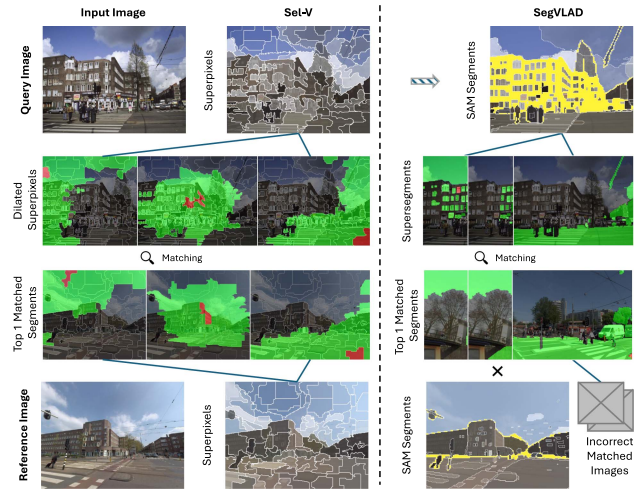 Input Image
Sel-V
SegVLAD
Query Image
Superpixels
SAM Segments
Dilated
Superpixels
Supersegments
Matching
Matching
Top 1 Matched
Segments
Top 1 Matched
Segments
Reference Image
Superpixels
SAM Segments
Incorrect
Matched
Images